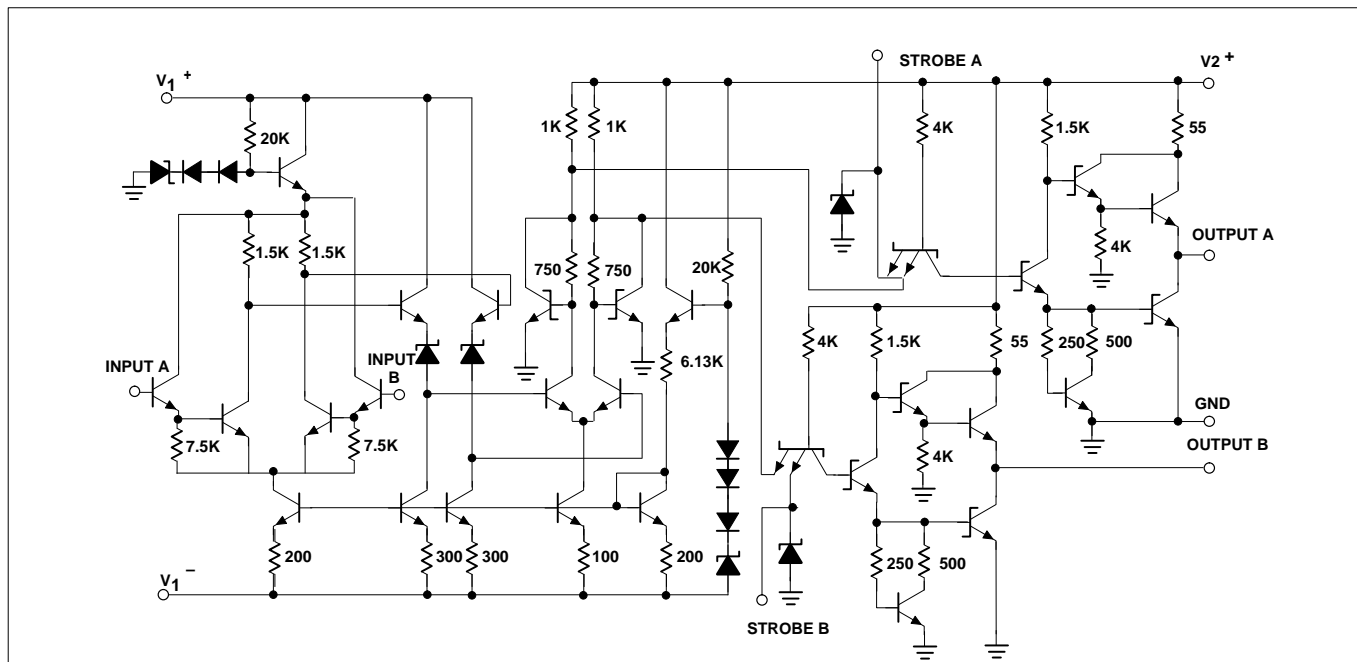 STROBE A
V2 +
V1 +
1K
1K
4K
1.5K
55
20K
4K
OUTPUT A
1.5K
1.5K
750
750
20K
250
500
INPUT A
INPUT
B
6.13K
4K
1.5K
55
GND
OUTPUT B
7.5K
7.5K
4K
200
300
300
100
200
250
500
V1 −
STROBE B